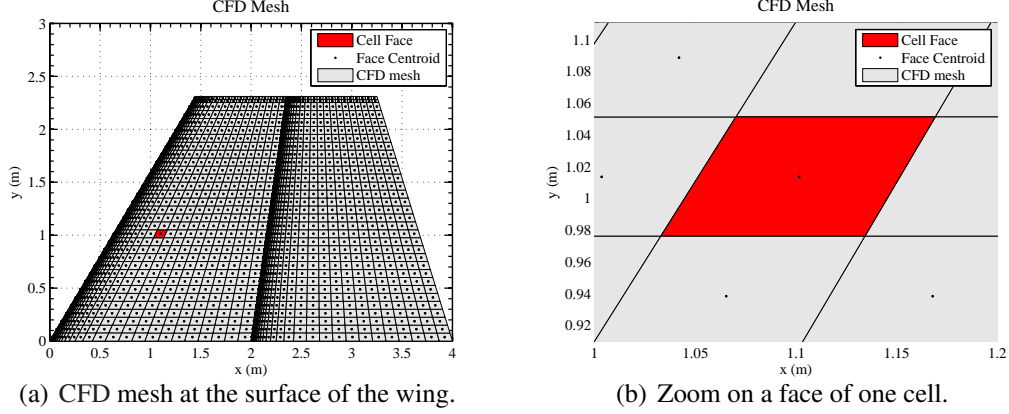 CFD Mesh
3
2.5
2
1.5
1
0.5
0
y (m)
Cell Face
Face Centroid
CFD mesh
0 0.5 1 1.5 2 2.5 3 3.5 4
x (m)
(a) CFD mesh at the surface of the wing.
CFD Mesh
1.1
1.08
1.06
1.04
1.02
1
0.98
0.96
0.94
0.92
y (m)
Cell Face
Face Centroid
CFD mesh
1 1.05 1.1 1.15 1.2
x (m)
(b) Zoom on a face of one cell.